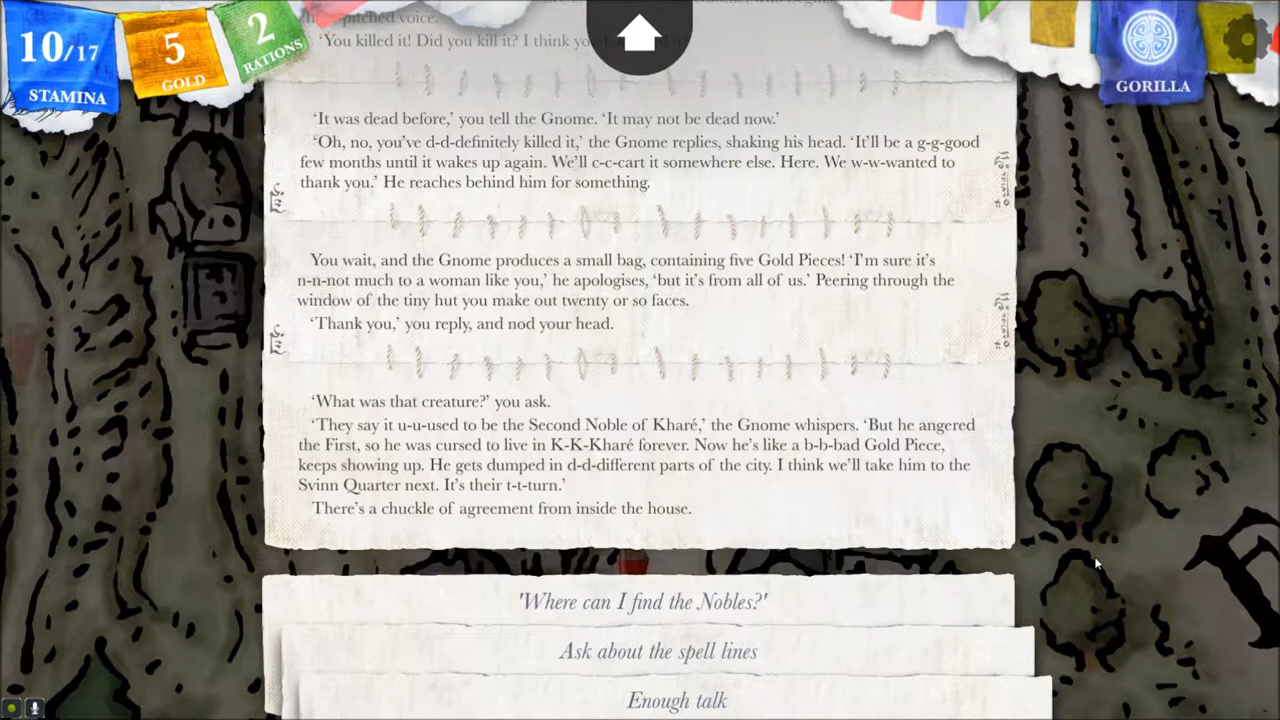 10/17
STAMINA
5
GOLD
2
RATIONS
GORILLA
pitched voice.
'You killed it! Did you kill it? I think you
'It was dead before,' you tell the Gnome. 'It may not be dead now.'
'Oh, no, you've d-d-definitely killed it,' the Gnome replies, shaking his head. 'It'll be a g-g-good
few months until it wakes up again. We'll c-c-cart it somewhere else. Here. We w-w-wanted to
thank you.' He reaches behind him for something.
You wait, and the Gnome produces a small bag, containing five Gold Pieces! 'I'm sure it's
n-n-not much to a woman like you,' he apologises, 'but it's from all of us.' Peering through the
window of the tiny hut you make out twenty or so faces.
'Thank you,' you reply, and nod your head.
'What was that creature?' you ask.
'They say it u-u-used to be the Second Noble of Kharé,' the Gnome whispers. 'But he angered
the First, so he was cursed to live in K-K-Kharé forever. Now he's like a b-b-bad Gold Piece,
keeps showing up. He gets dumped in d-d-different parts of the city. I think we'll take him to the
Svinn Quarter next. It's their t-t-turn.'
There's a chuckle of agreement from inside the house.
'Where can I find the Nobles?'
Ask about the spell lines
Enough talk